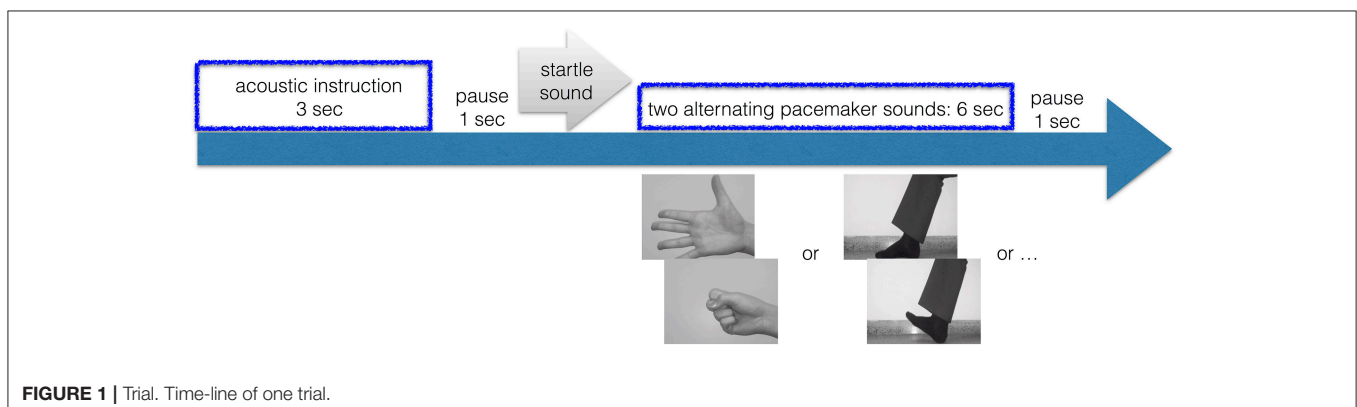 acoustic instruction
3 sec
pause
1 sec
startle
sound
two alternating pacemaker sounds: 6 sec
pause
1 sec
or
or ...
FIGURE 1 | Trial. Time-line of one trial.